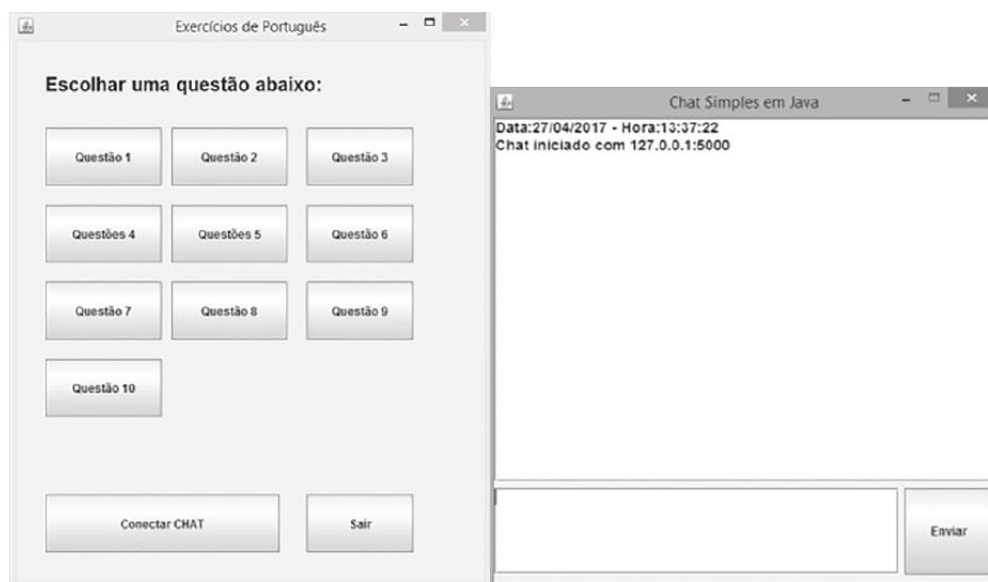 Exercícios de Português
Escolhar uma questão abaixo:
Questão 1
Questão 2
Questão 3
Questões 4
Questões 5
Questão 6
Questão 7
Questão 8
Questão 9
Questão 10
Conectar CHAT
Sair
Chat Simples em Java
Data:27/04/2017 - Hora:13:37:22
Chat iniciado com 127.0.0.1:5000
Enviar